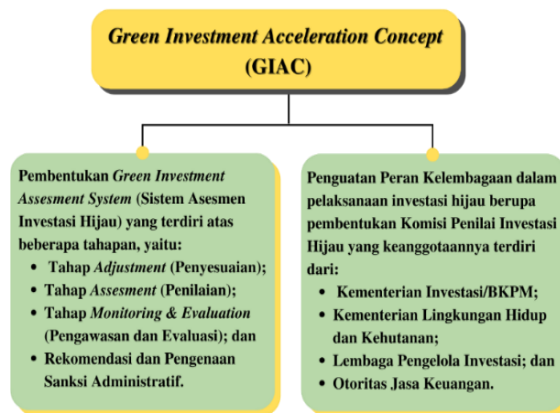 Green Investment Acceleration Concept
(GIAC)
Pembentukan Green Investment
Assesment System (Sistem Asesmen
Investasi Hijau) yang terdiri atas
beberapa tahapan, yaitu:
• Tahap Adjustment (Penyesuaian);
• Tahap Assesment (Penilaian);
• Tahap Monitoring & Evaluation
(Pengawasan dan Evaluasi); dan
• Rekomendasi dan Pengenaan
Sanksi Administratif.
Penguatan Peran Kelembagaan dalam
pelaksanaan investasi hijau berupa
pembentukan Komisi Penilai Investasi
Hijau yang keanggotaannya terdiri
dari:
• Kementerian Investasi/BKPM;
• Kementerian Lingkungan Hidup
dan Kehutanan;
• Lembaga Pengelola Investasi; dan
• Otoritas Jasa Keuangan.